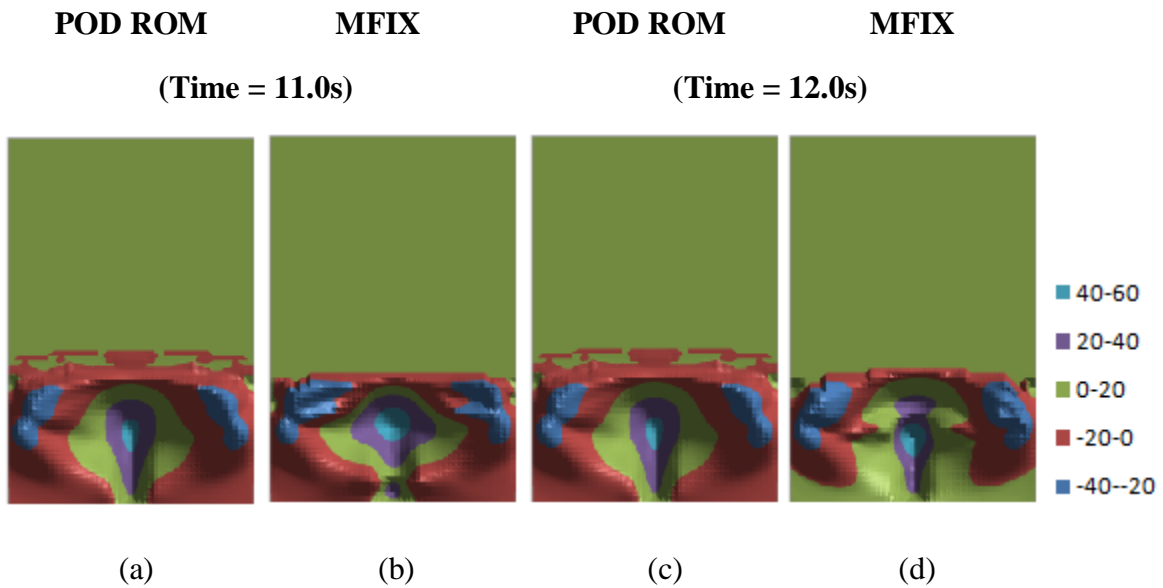 POD ROM MFIX POD ROM MFIX
(Time = 11.0s) (Time = 12.0s)
40-60
20-40
0-20
-20-0
-40--20
(a) (b) (c) (d)